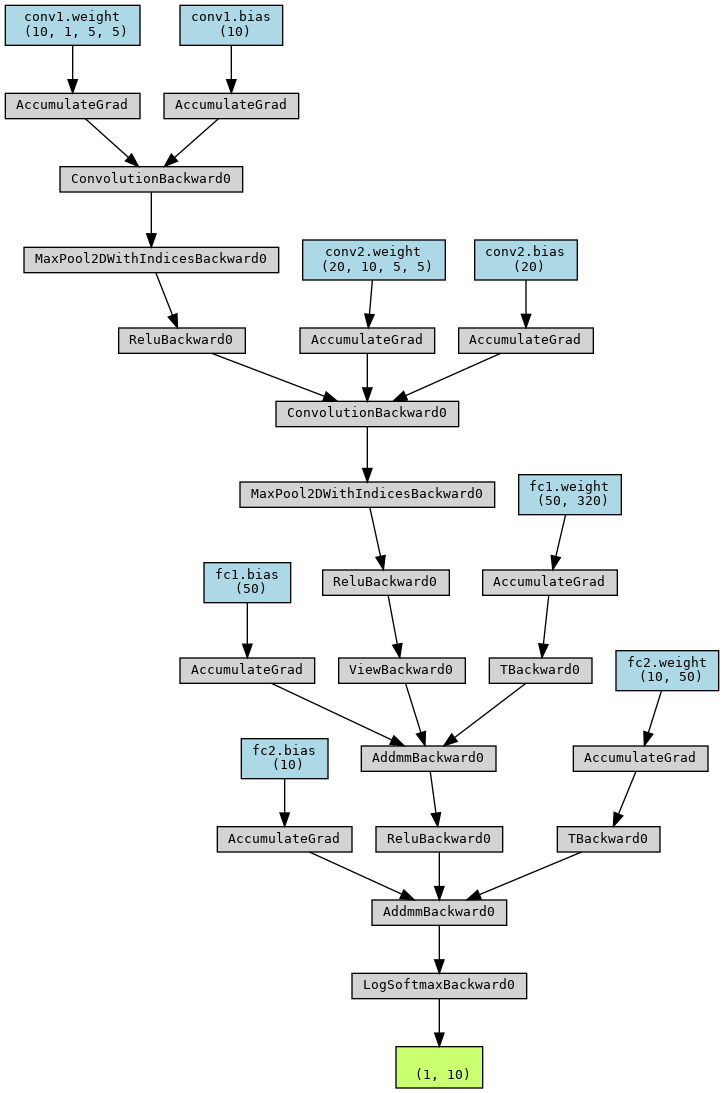 conv1.weight
(10, 1, 5, 5)
conv1.bias
(10)
AccumulateGrad
AccumulateGrad
ConvolutionBackward0
MaxPool2DWithIndicesBackward0
conv2.weight
(20, 10, 5, 5)
conv2.bias
(20)
ReluBackward0
AccumulateGrad
AccumulateGrad
ConvolutionBackward0
MaxPool2DWithIndicesBackward0
fc1.weight
(50, 320)
fc1.bias
(50)
ReluBackward0
AccumulateGrad
AccumulateGrad
ViewBackward0
TBackward0
fc2.weight
(10, 50)
fc2.bias
(10)
AddmmBackward0
AccumulateGrad
AccumulateGrad
ReluBackward0
TBackward0
AddmmBackward0
LogSoftmaxBackward0
(1, 10)